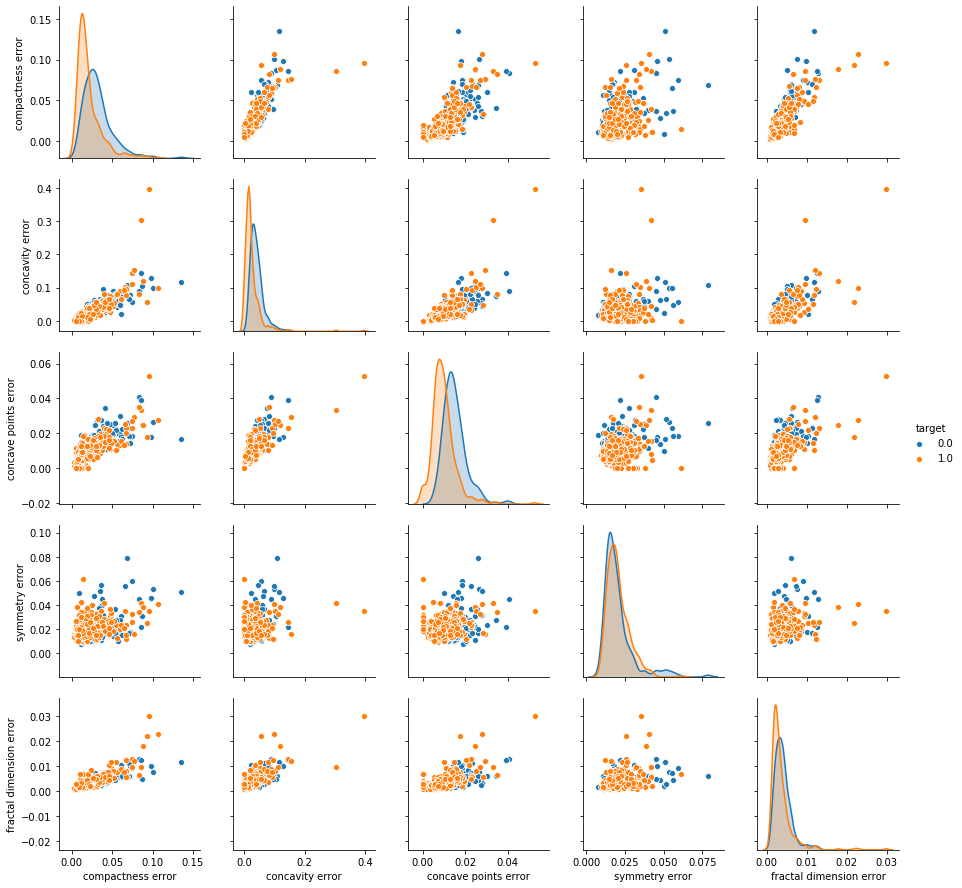 compactness error
0.15
0.10
0.05
0.00
concavity error
0.4
0.3
0.2
0.1
0.0
concave points error
0.06
0.04
0.02
0.00
−0.02
symmetry error
0.10
0.08
0.06
0.04
0.02
0.00
fractal dimension error
0.03
0.02
0.01
0.00
−0.01
−0.02
0.00 0.05 0.10 0.15
compactness error
0.0 0.2 0.4
concavity error
0.00 0.02 0.04
concave points error
0.000 0.025 0.050 0.075
symmetry error
0.00 0.01 0.02 0.03
fractal dimension error
target
0.0
1.0